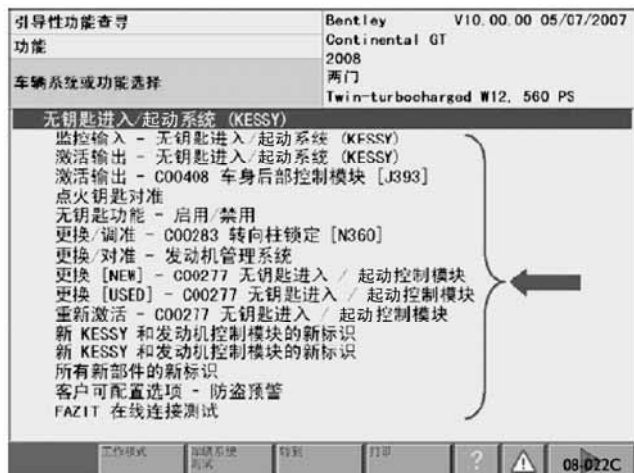 引导性功能查寻
Bentley V10.00.00 05/07/2007
功能
Continental GT
2008
车辆系统或功能选择
两门
Twin-turbocharged W12, 560 PS
无钥匙进入/起动系统 (KESSY)
监控输入 - 无钥匙进入/起动系统 (KESSY)
激活输出 - 无钥匙进入/起动系统 (KESSY)
激活输出 - C00408 车身后部控制模块 [J393]
点火钥匙对准
无钥匙功能 - 启用/禁用
更换/调准 - C00283 转向柱锁定 [N360]
更换/对准 - 发动机管理系统
更换 [NEW] - C00277 无钥匙进入 / 起动控制模块
更换 [USED] - C00277 无钥匙进入 / 起动控制模块
重新激活 - C00277 无钥匙进入 / 起动控制模块
新 KESSY 和发动机控制模块的新标识
新 KESSY 和发动机控制模块的新标识
所有新部件的新标识
客户可配置选项 - 防盗预警
FAZIT 在线连接测试
工作模式 车辆系统测试 转到 打印 ?
08-022C